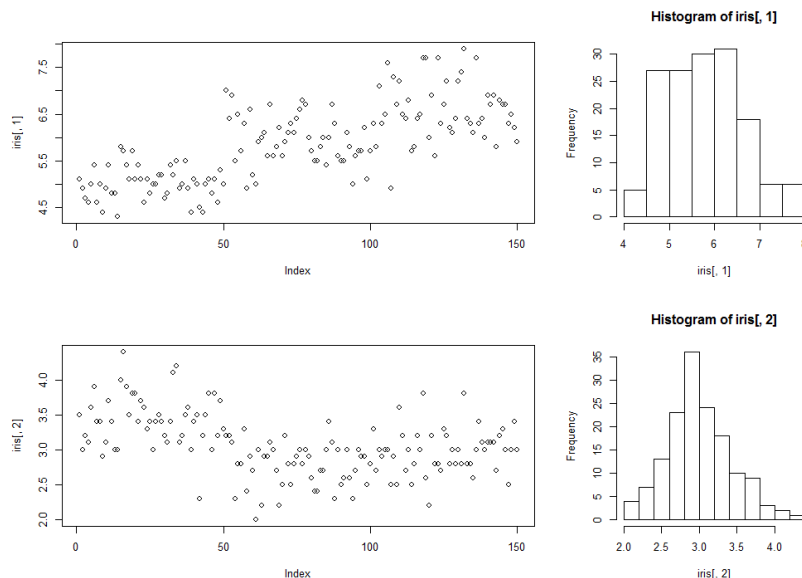 Histogram of iris[, 1]
iris[, 1]
4.5 5.5 6.5 7.5
0 50 100 150
Index
Frequency
0 5 10 15 20 25 30
4 5 6 7 8
iris[, 1]
Histogram of iris[, 2]
iris[, 2]
2.0 2.5 3.0 3.5 4.0
0 50 100 150
Index
Frequency
0 5 15 25 35
2.0 2.5 3.0 3.5 4.0
iris[, 2]